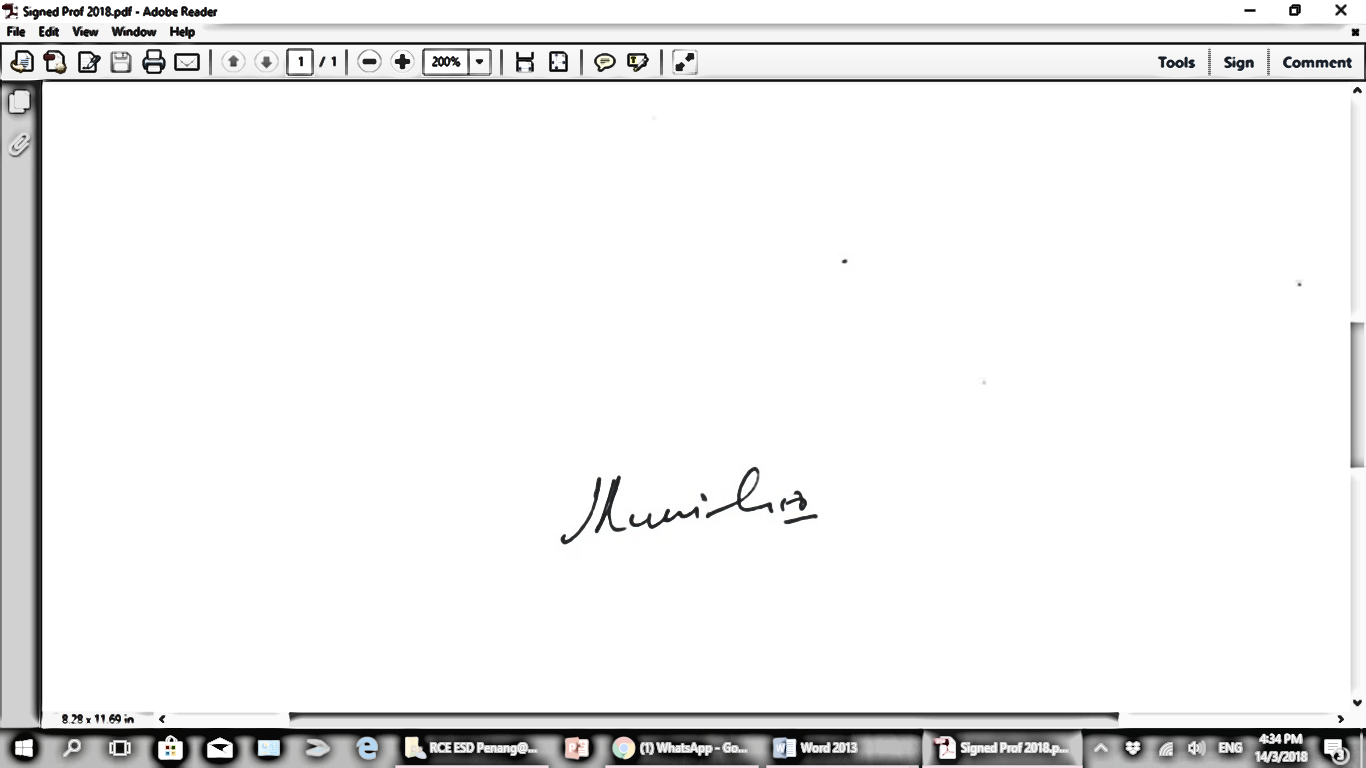 Signed Prof 2018.pdf - Adobe Reader
File Edit View Window Help
1 / 1 200% Tools Sign Comment
8.28 x 11.69 in
RCE ESD Penang@... (1) WhatsApp - Go... Word 2013 Signed Prof 2018.p... ENG 4:34 PM
14/3/2018 3